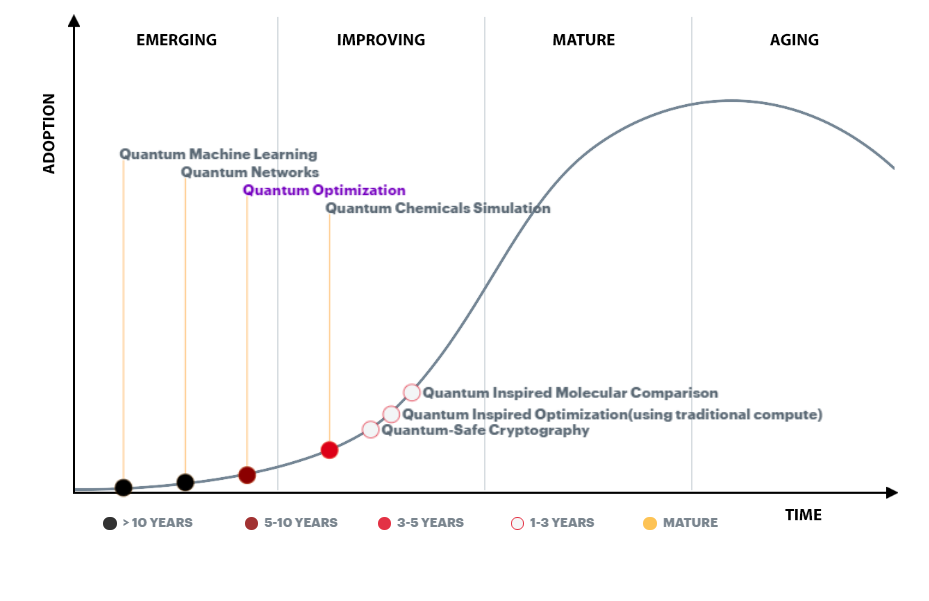 EMERGING
IMPROVING
MATURE
AGING
ADOPTION
Quantum Machine Learning
Quantum Networks
Quantum Optimization
Quantum Chemicals Simulation
Quantum Inspired Molecular Comparison
Quantum Inspired Optimization(using traditional compute)
Quantum-Safe Cryptography
TIME
> 10 YEARS
5-10 YEARS
3-5 YEARS
1-3 YEARS
MATURE